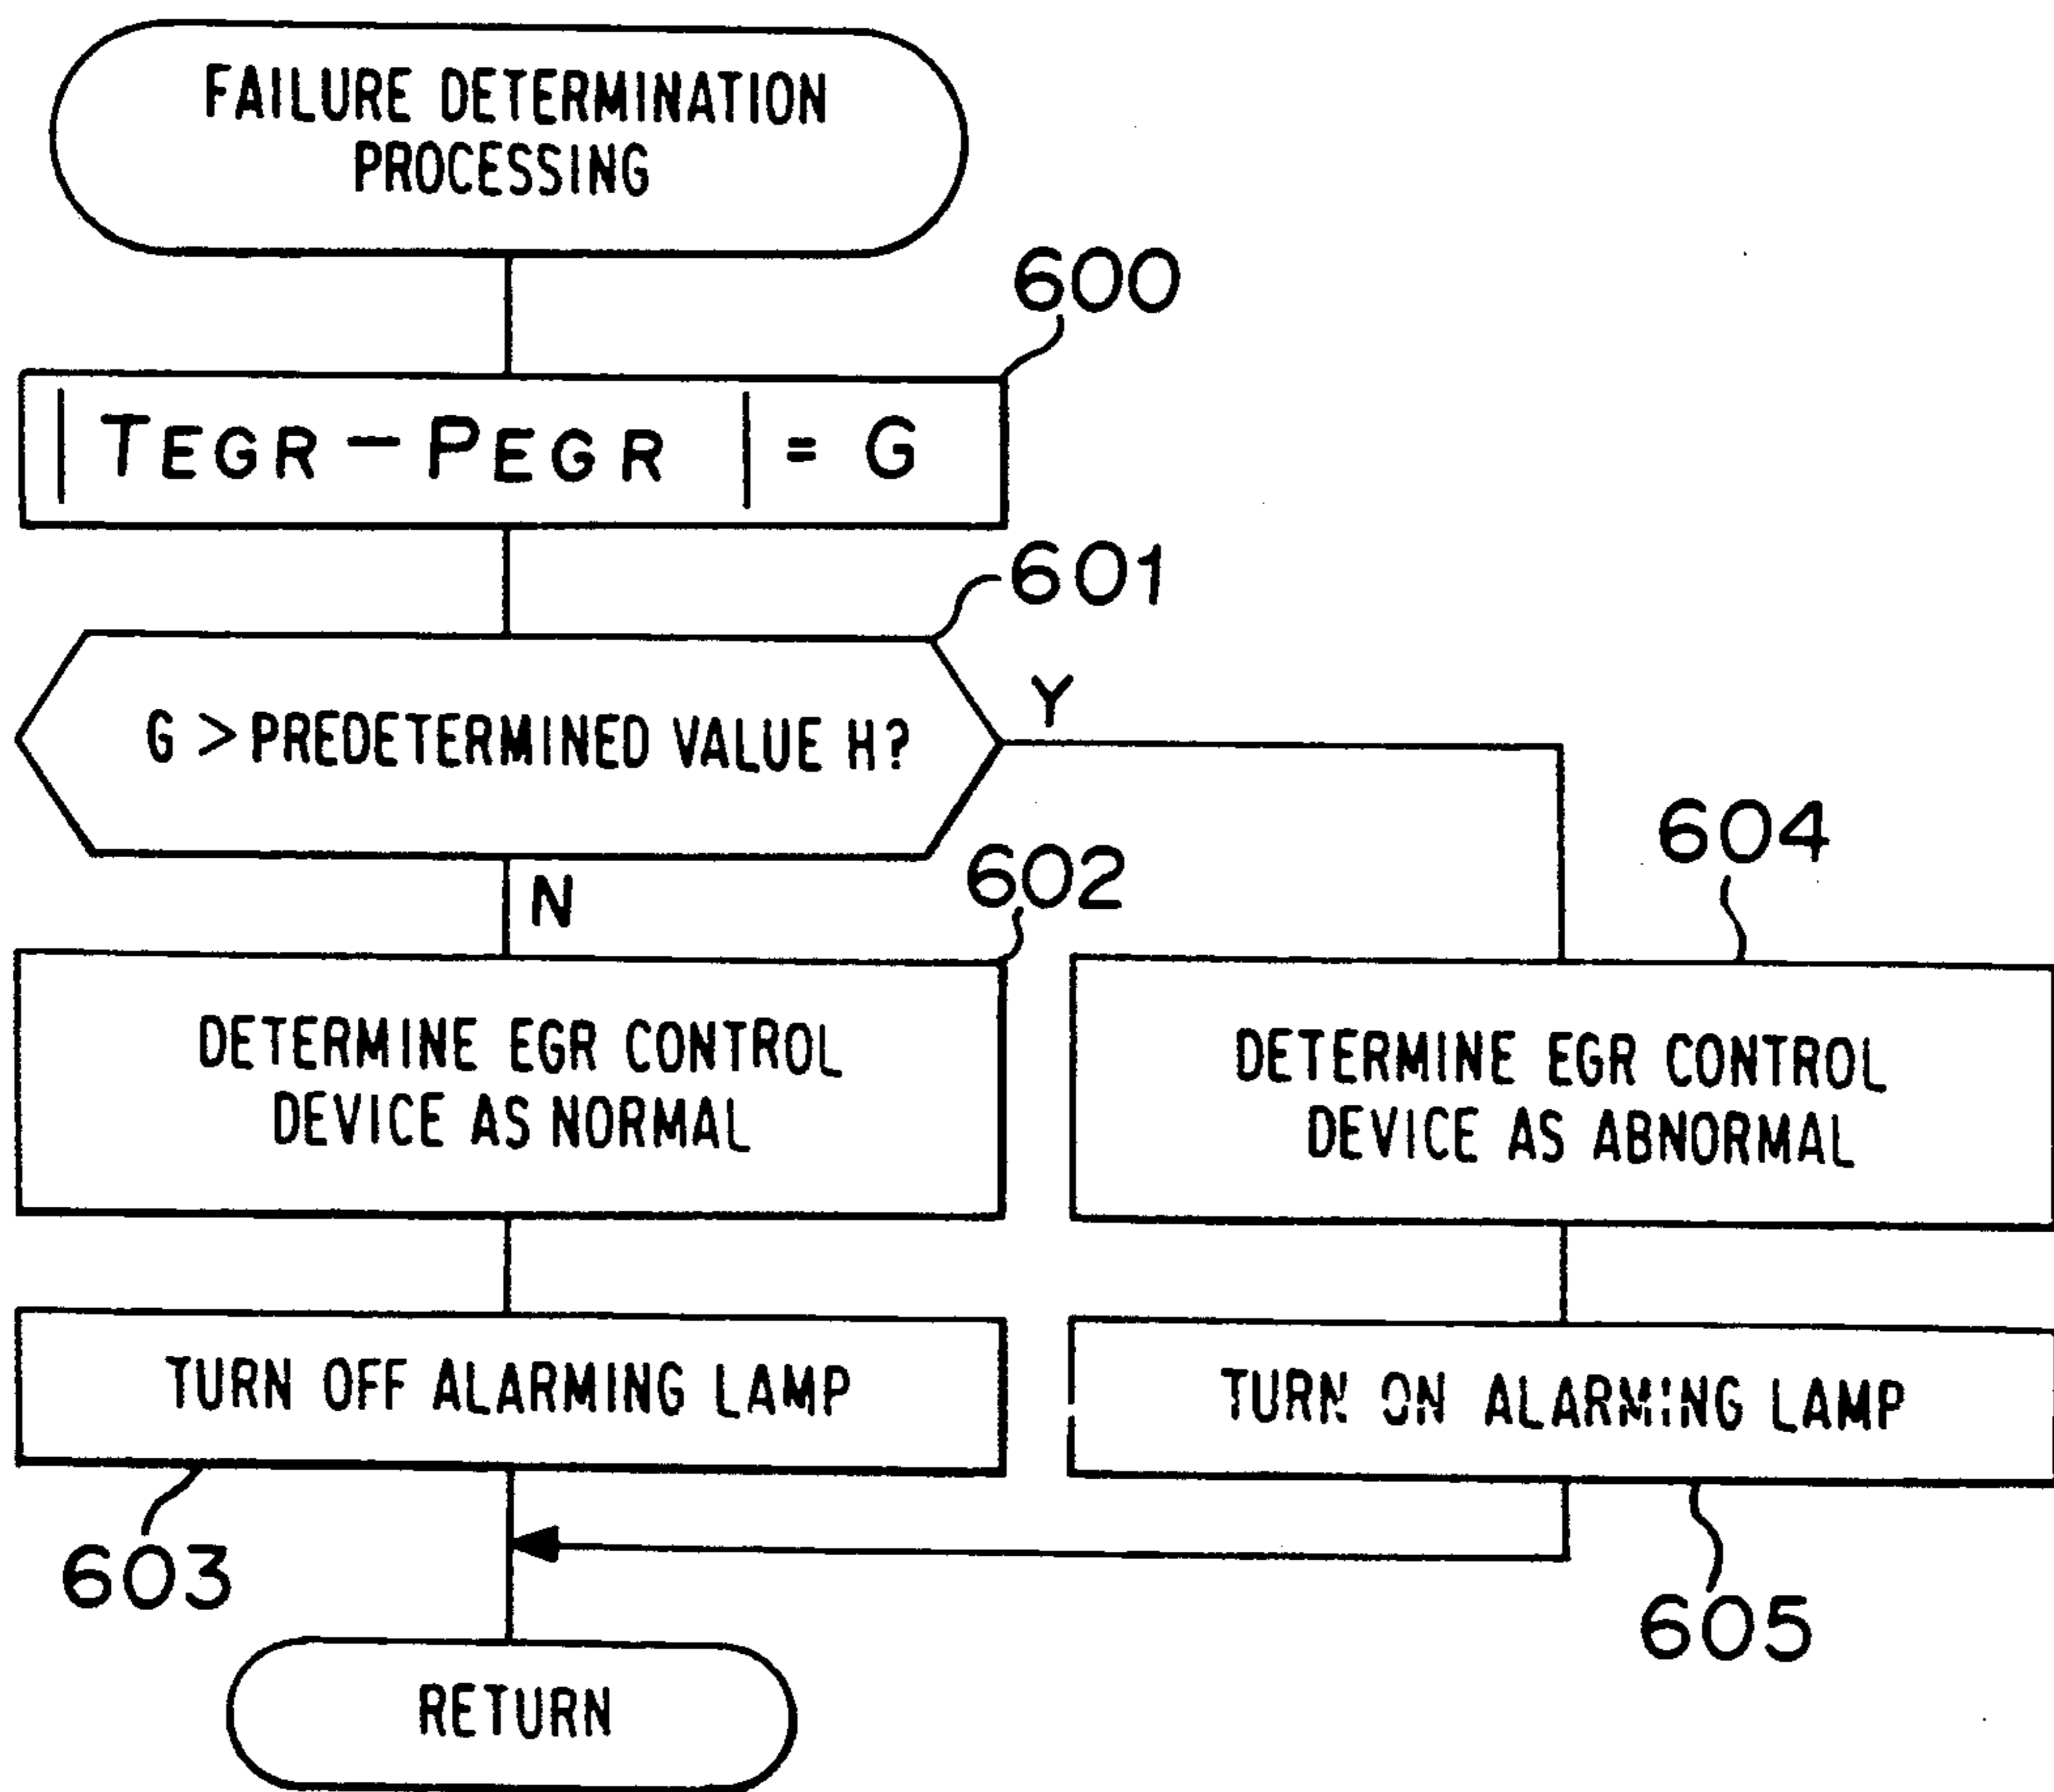 FAILURE DETERMINATION
PROCESSING
600
| TEGR - PEGR | = G
601
G > PREDETERMINED VALUE H?
Y
N
602
604
DETERMINE EGR CONTROL
DEVICE AS NORMAL
DETERMINE EGR CONTROL
DEVICE AS ABNORMAL
TURN OFF ALARMING LAMP
TURN ON ALARMING LAMP
603
605
RETURN